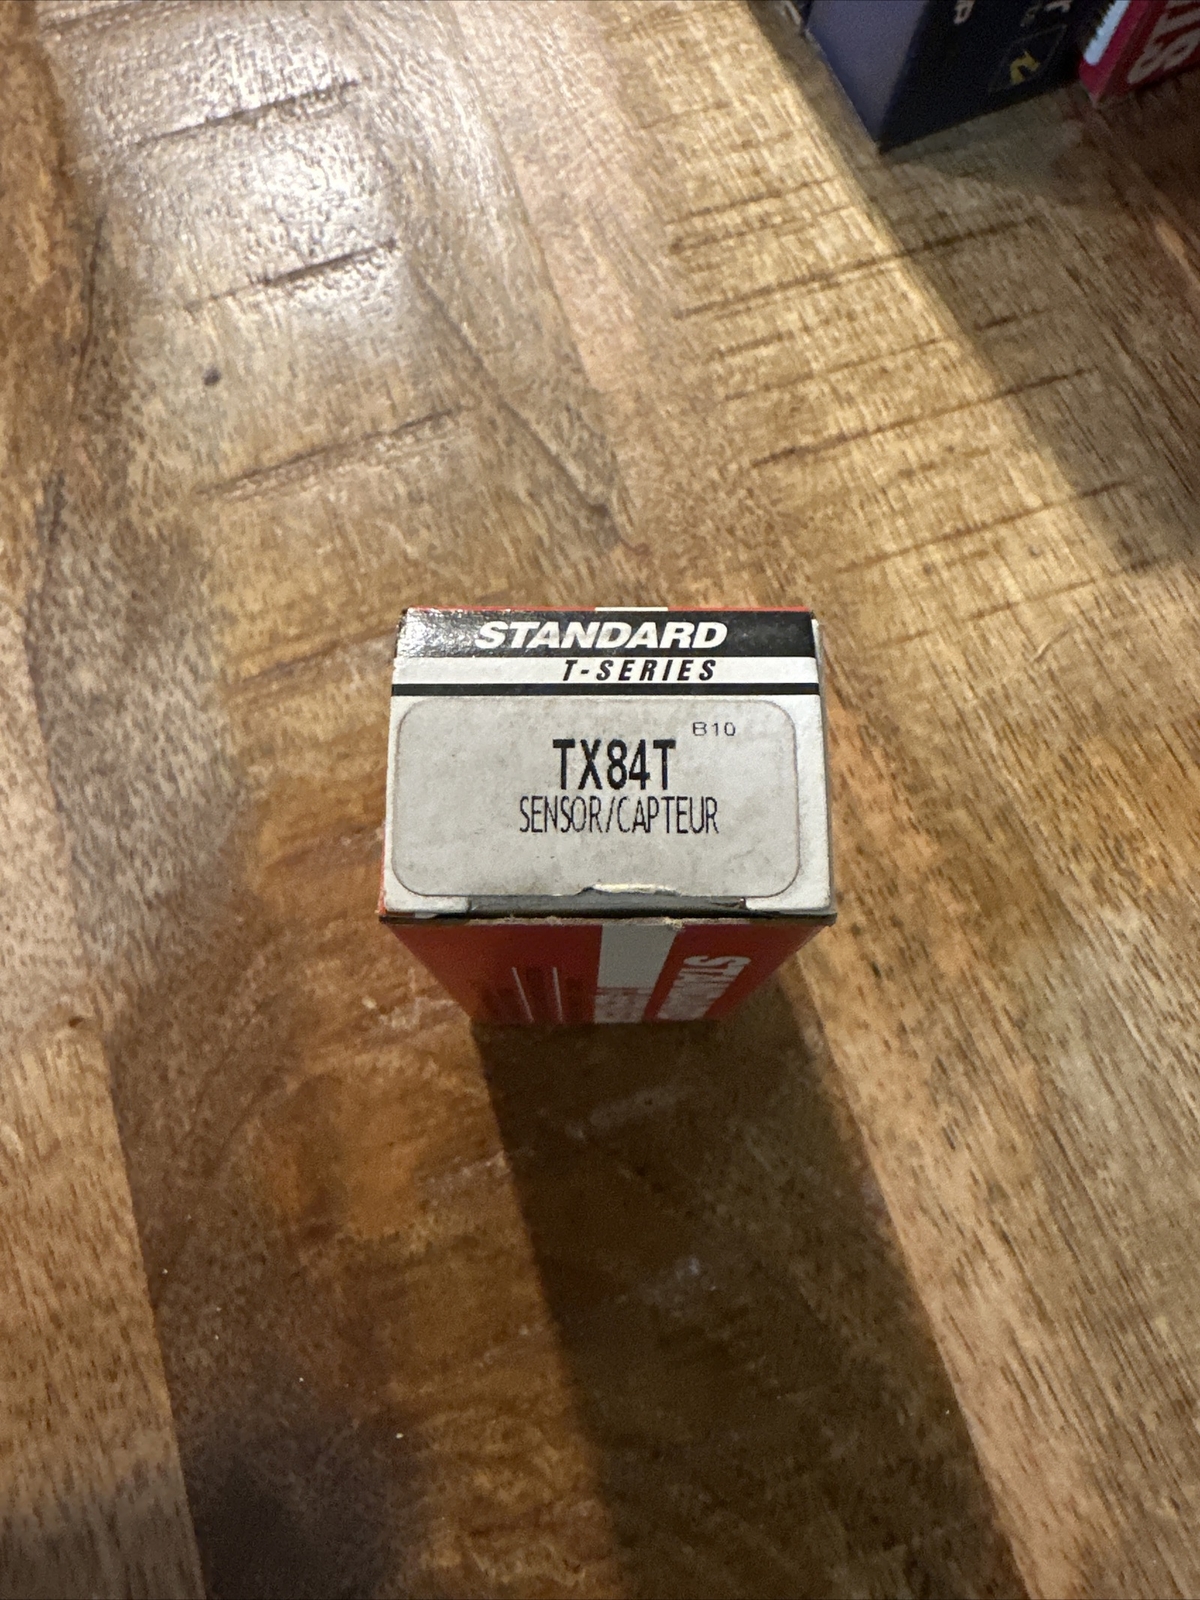 STANDARD
T-SERIES
B10
TX84T
SENSOR/CAPTEUR